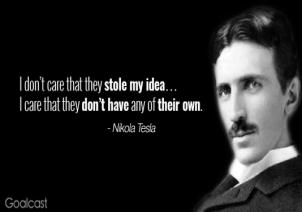 I don't care that they stole my idea…
I care that they don't have any of their own.
- Nikola Tesla
Goalcast